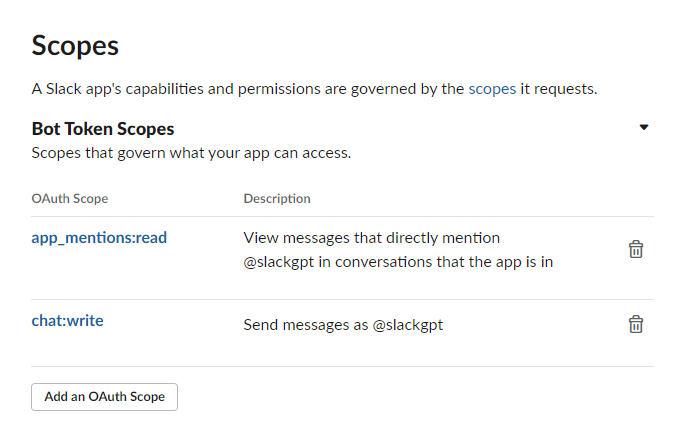 Scopes
A Slack app's capabilities and permissions are governed by the scopes it requests.
Bot Token Scopes
Scopes that govern what your app can access.
OAuth Scope Description
app_mentions:read View messages that directly mention
@slackgpt in conversations that the app is in
chat:write Send messages as @slackgpt
Add an OAuth Scope